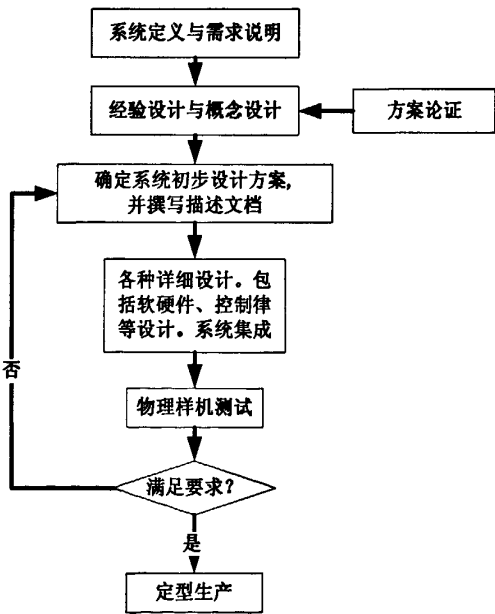 系统定义与需求说明
经验设计与概念设计
方案论证
确定系统初步设计方案,
并撰写描述文档
各种详细设计。包
括软硬件、控制律
等设计。系统集成
否
物理样机测试
满足要求?
是
定型生产